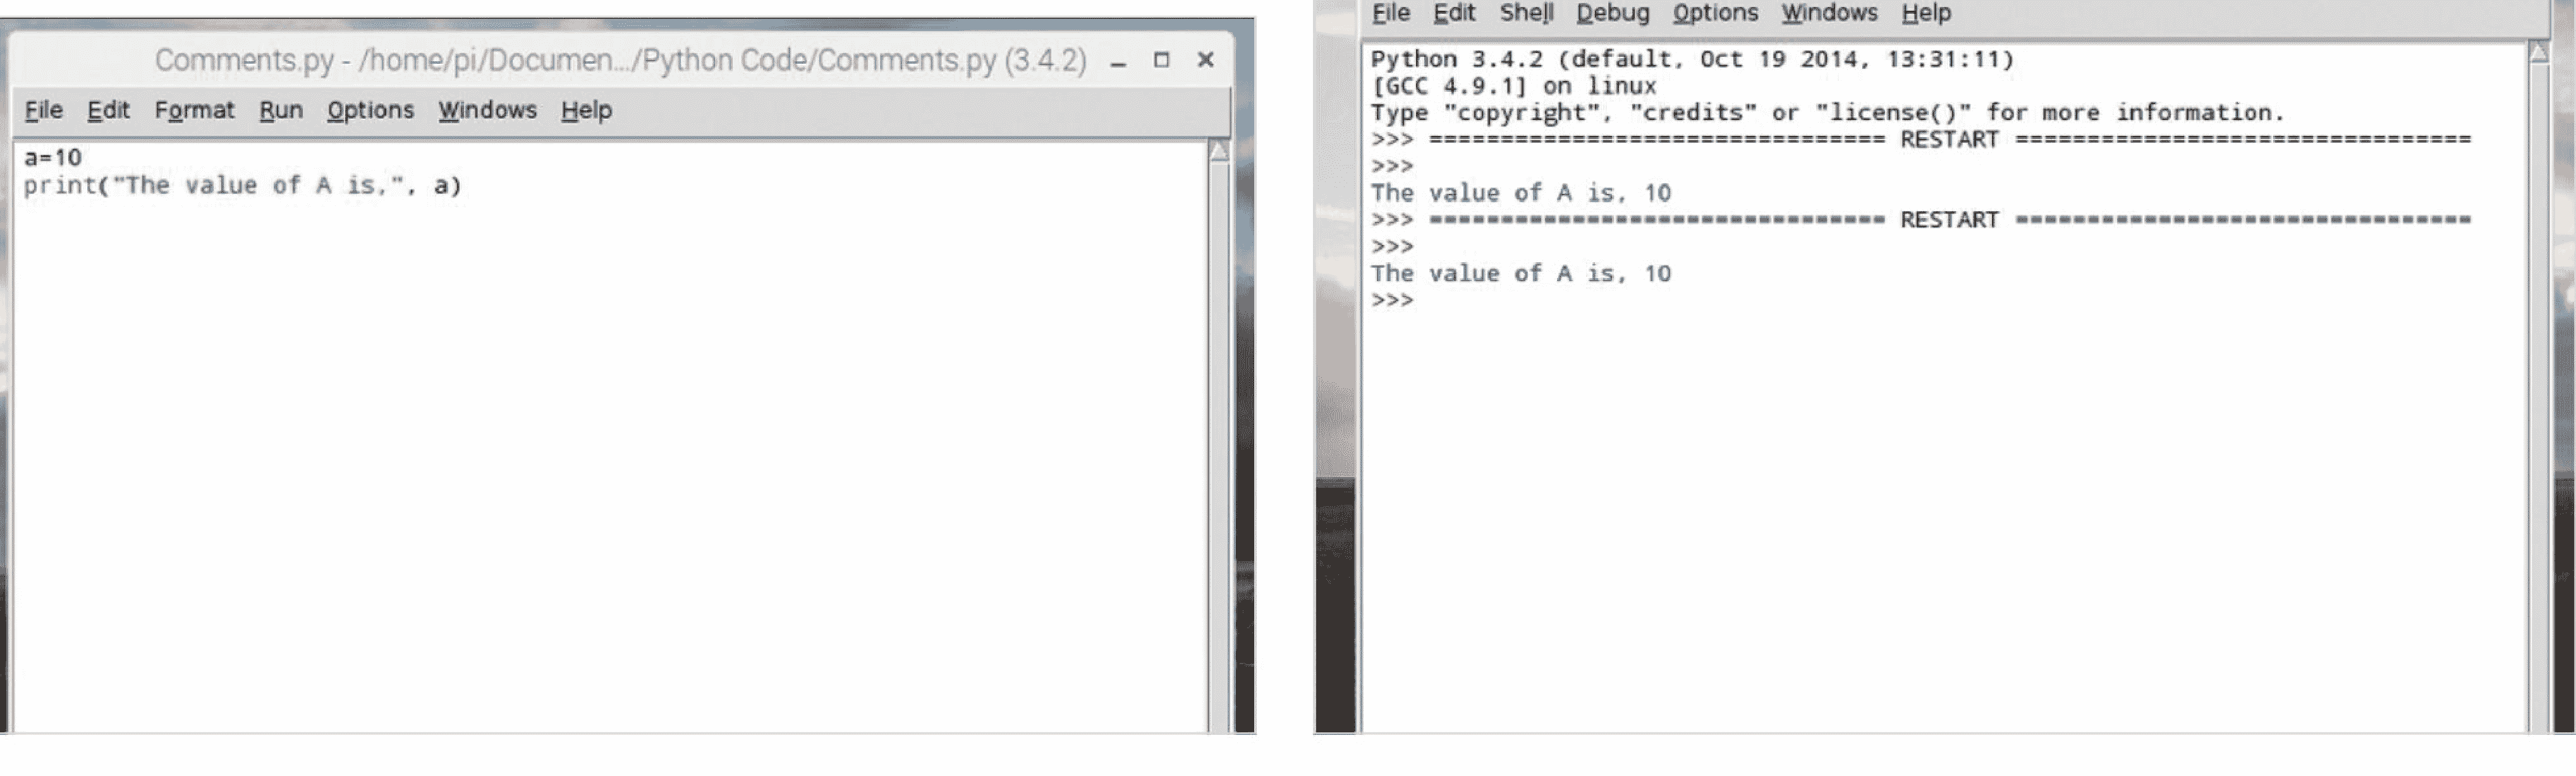 Comments.py - /home/pi/Documen.../Python Code/Comments.py (3.4.2)
File Edit Format Run Options Windows Help
a=10
print("The value of A is,", a)
File Edit Shell Debug Options Windows Help
Python 3.4.2 (default, Oct 19 2014, 13:31:11)
[GCC 4.9.1] on linux
Type "copyright", "credits" or "license()" for more information.
>>> ================================ RESTART ================================
>>>
The value of A is, 10
>>> ================================ RESTART ================================
>>>
The value of A is, 10
>>>